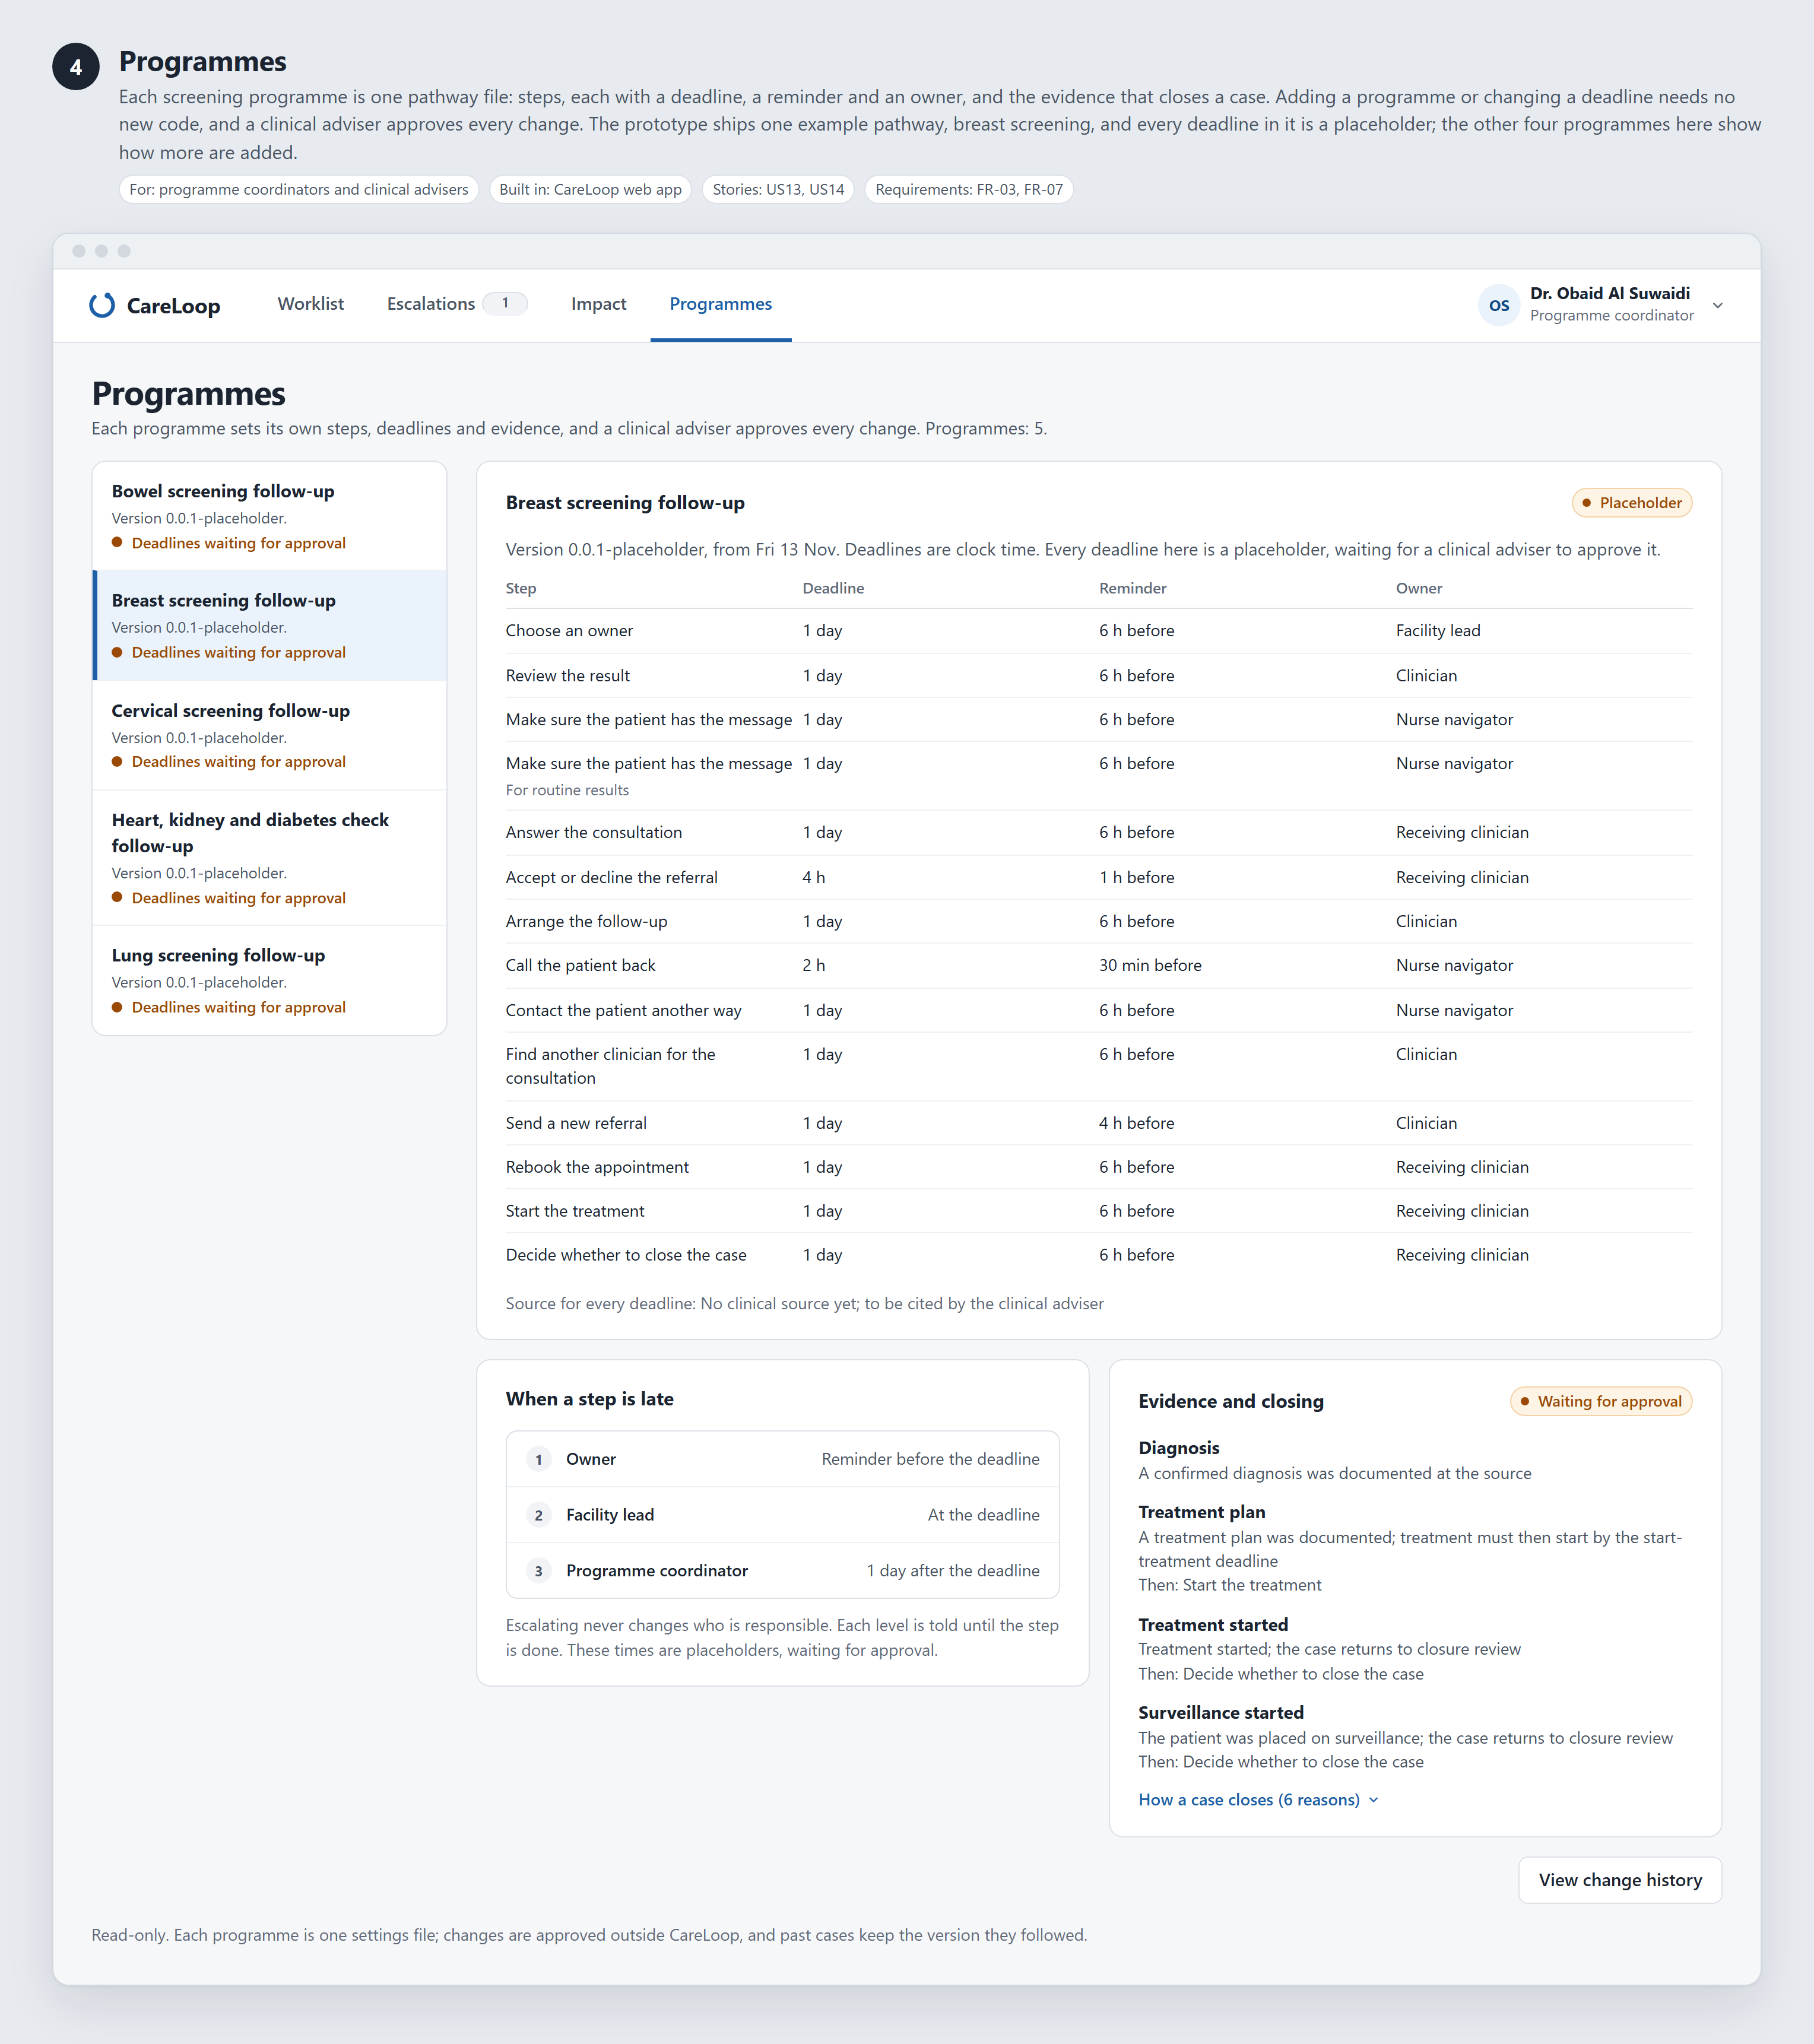 4
Programmes
Each screening programme is one pathway file: steps, each with a deadline, a reminder and an owner, and the evidence that closes a case. Adding a programme or changing a deadline needs no
new code, and a clinical adviser approves every change. The prototype ships one example pathway, breast screening, and every deadline in it is a placeholder; the other four programmes here show
how more are added.
For: programme coordinators and clinical advisers Built in: CareLoop web app Stories: US13, US14 Requirements: FR-03, FR-07
CareLoop Worklist Escalations 1 Impact Programmes
OS Dr. Obaid Al Suwaidi
Programme coordinator
Programmes
Each programme sets its own steps, deadlines and evidence, and a clinical adviser approves every change. Programmes: 5.
Bowel screening follow-up
Version 0.0.1-placeholder.
Deadlines waiting for approval
Breast screening follow-up
Version 0.0.1-placeholder.
Deadlines waiting for approval
Cervical screening follow-up
Version 0.0.1-placeholder.
Deadlines waiting for approval
Heart, kidney and diabetes check
follow-up
Version 0.0.1-placeholder.
Deadlines waiting for approval
Lung screening follow-up
Version 0.0.1-placeholder.
Deadlines waiting for approval
Breast screening follow-up Placeholder
Version 0.0.1-placeholder, from Fri 13 Nov. Deadlines are clock time. Every deadline here is a placeholder, waiting for a clinical adviser to approve it.
Step Deadline Reminder Owner
Choose an owner 1 day 6 h before Facility lead
Review the result 1 day 6 h before Clinician
Make sure the patient has the message 1 day 6 h before Nurse navigator
Make sure the patient has the message 1 day 6 h before Nurse navigator
For routine results
Answer the consultation 1 day 6 h before Receiving clinician
Accept or decline the referral 4 h 1 h before Receiving clinician
Arrange the follow-up 1 day 6 h before Clinician
Call the patient back 2 h 30 min before Nurse navigator
Contact the patient another way 1 day 6 h before Nurse navigator
Find another clinician for the 1 day 6 h before Clinician
consultation
Send a new referral 1 day 4 h before Clinician
Rebook the appointment 1 day 6 h before Receiving clinician
Start the treatment 1 day 6 h before Receiving clinician
Decide whether to close the case 1 day 6 h before Receiving clinician
Source for every deadline: No clinical source yet; to be cited by the clinical adviser
When a step is late
1 Owner Reminder before the deadline
2 Facility lead At the deadline
3 Programme coordinator 1 day after the deadline
Escalating never changes who is responsible. Each level is told until the step
is done. These times are placeholders, waiting for approval.
Evidence and closing Waiting for approval
Diagnosis
A confirmed diagnosis was documented at the source
Treatment plan
A treatment plan was documented; treatment must then start by the start-
treatment deadline
Then: Start the treatment
Treatment started
Treatment started; the case returns to closure review
Then: Decide whether to close the case
Surveillance started
The patient was placed on surveillance; the case returns to closure review
Then: Decide whether to close the case
How a case closes (6 reasons)
View change history
Read-only. Each programme is one settings file; changes are approved outside CareLoop, and past cases keep the version they followed.